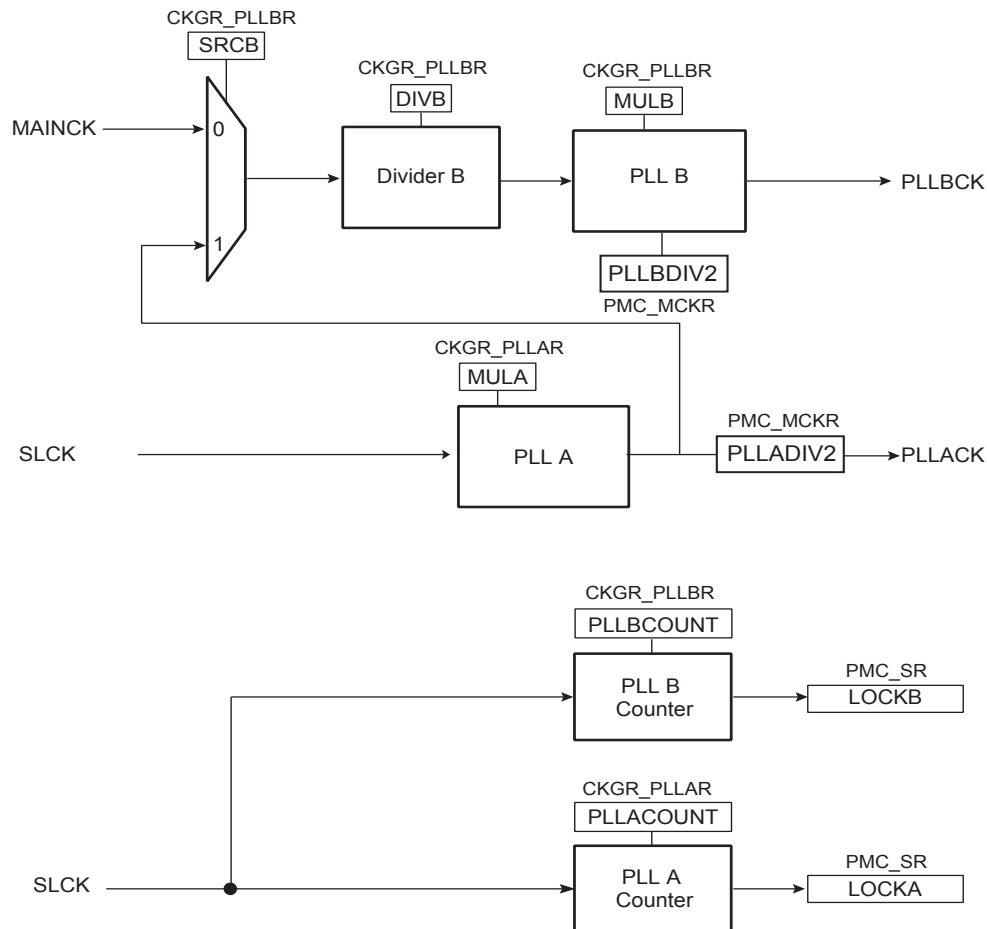 CKGR_PLLBR
SRCB
CKGR_PLLBR
DIVB
CKGR_PLLBR
MULB
MAINCK
0
Divider B
PLL B
PLLBCK
1
PLLBDIV2
PMC_MCKR
CKGR_PLLAR
MULA
SLCK
PLL A
PMC_MCKR
PLLADIV2
PLLACK
CKGR_PLLBR
PLLBCOUNT
PLL B
Counter
PMC_SR
LOCKB
CKGR_PLLAR
PLLACOUNT
SLCK
PLL A
Counter
PMC_SR
LOCKA